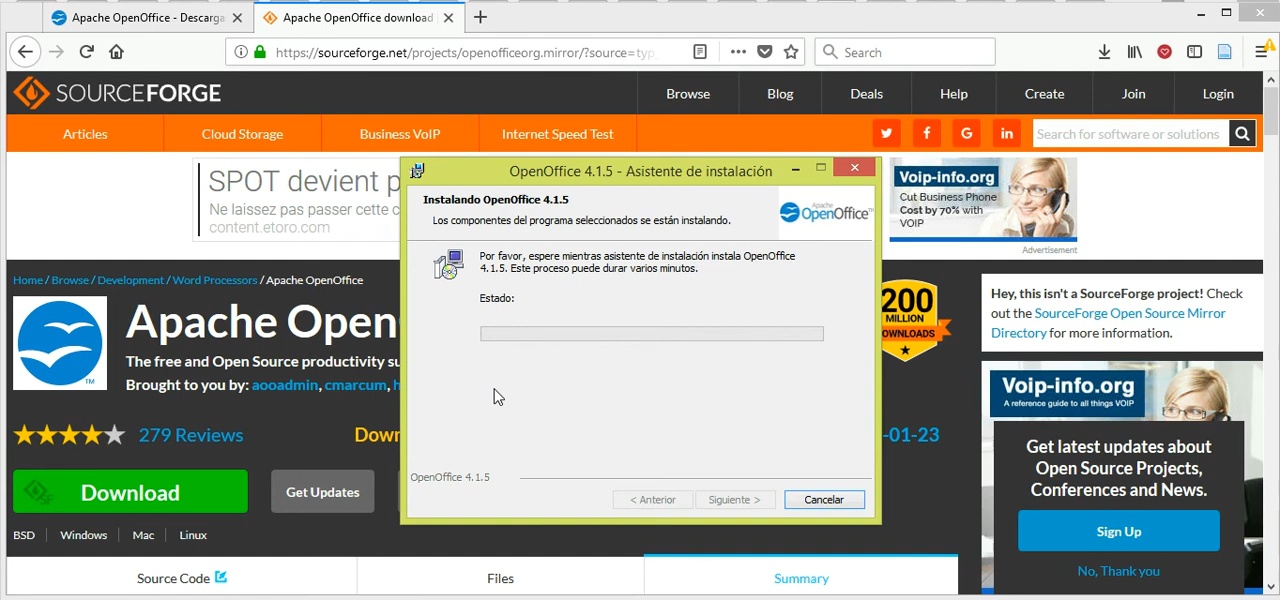 Apache OpenOffice - Descarga
Apache OpenOffice download
https://sourceforge.net/projects/openofficeorg.mirror/?source=typ
Search
SOURCEFORGE
Browse
Blog
Deals
Help
Create
Join
Login
Articles
Cloud Storage
Business VoIP
Internet Speed Test
Search for software or solutions
SPOT devient p
Ne laissez pas passer cette c
content.etoro.com
Voip-info.org
Cut Business Phone
Cost by 70% with
VOIP
Advertisement
Home / Browse / Development / Word Processors / Apache OpenOffice
Apache Open
The free and Open Source productivity su
Brought to you by: aooadmin, cmarcum, h
TM
279 Reviews
Down
-01-23
Download
SF
Get Updates
BSD
Windows
Mac
Linux
Source Code
Files
Summary
OpenOffice 4.1.5 - Asistente de instalación
Instalando OpenOffice 4.1.5
Los componentes del programa seleccionados se están instalando.
Apache
OpenOffice™
Por favor, espere mientras asistente de instalación instala OpenOffice
4.1.5. Este proceso puede durar varios minutos.
Estado:
OpenOffice 4.1.5
< Anterior
Siguiente >
Cancelar
200
MILLION
OWNLOADS
Hey, this isn't a SourceForge project! Check
out the SourceForge Open Source Mirror
Directory for more information.
Voip-info.org
A reference guide to all things VOIP
Get latest updates about
Open Source Projects,
Conferences and News.
Sign Up
No, Thank you